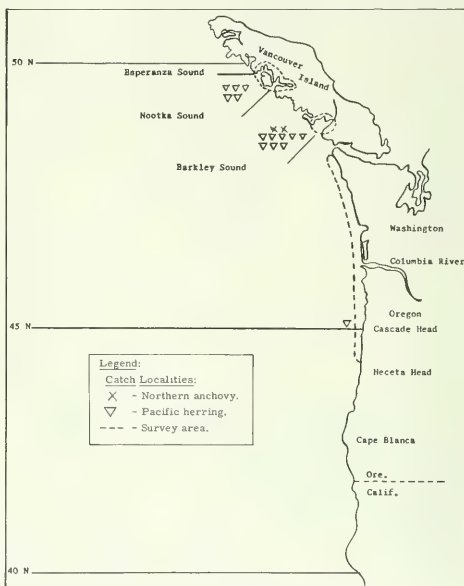 50 N
Vancouver
Island
Esperanza Sound
Nootka Sound
Barkley Sound
Washington
Columbia River
Oregon
45 N
Cascade Head
Heceta Head
Legend:
Catch Localities:
X - Northern anchovy.
▽ - Pacific herring.
---- - Survey area.
Cape Blanca
Ore.
Calif.
40 N